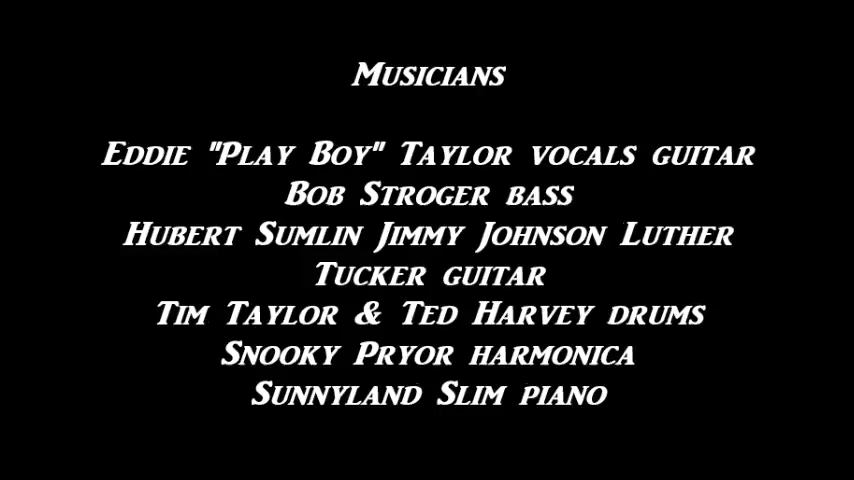 Musicians
Eddie "Play Boy" Taylor vocals guitar
Bob Stroger bass
Hubert Sumlin Jimmy Johnson Luther
Tucker guitar
Tim Taylor & Ted Harvey drums
Snooky Pryor harmonica
Sunnyland Slim piano